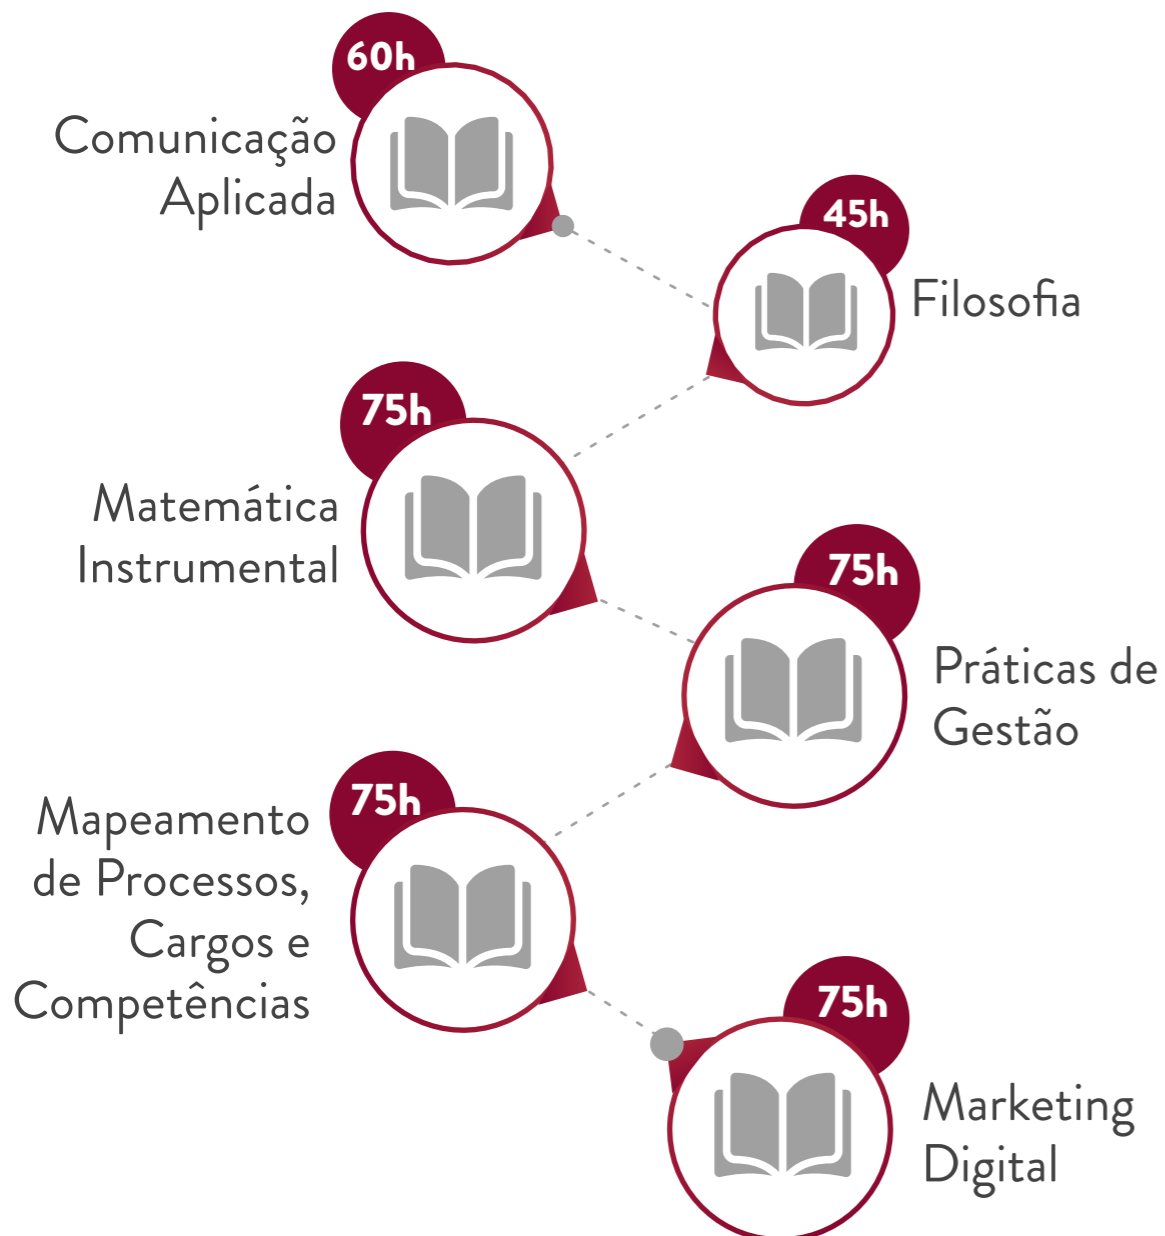 60h
Comunicação
Aplicada
45h
Filosofia
75h
Matemática
Instrumental
75h
Práticas de
Gestão
75h
Mapeamento
de Processos,
Cargos e
Competências
75h
Marketing
Digital